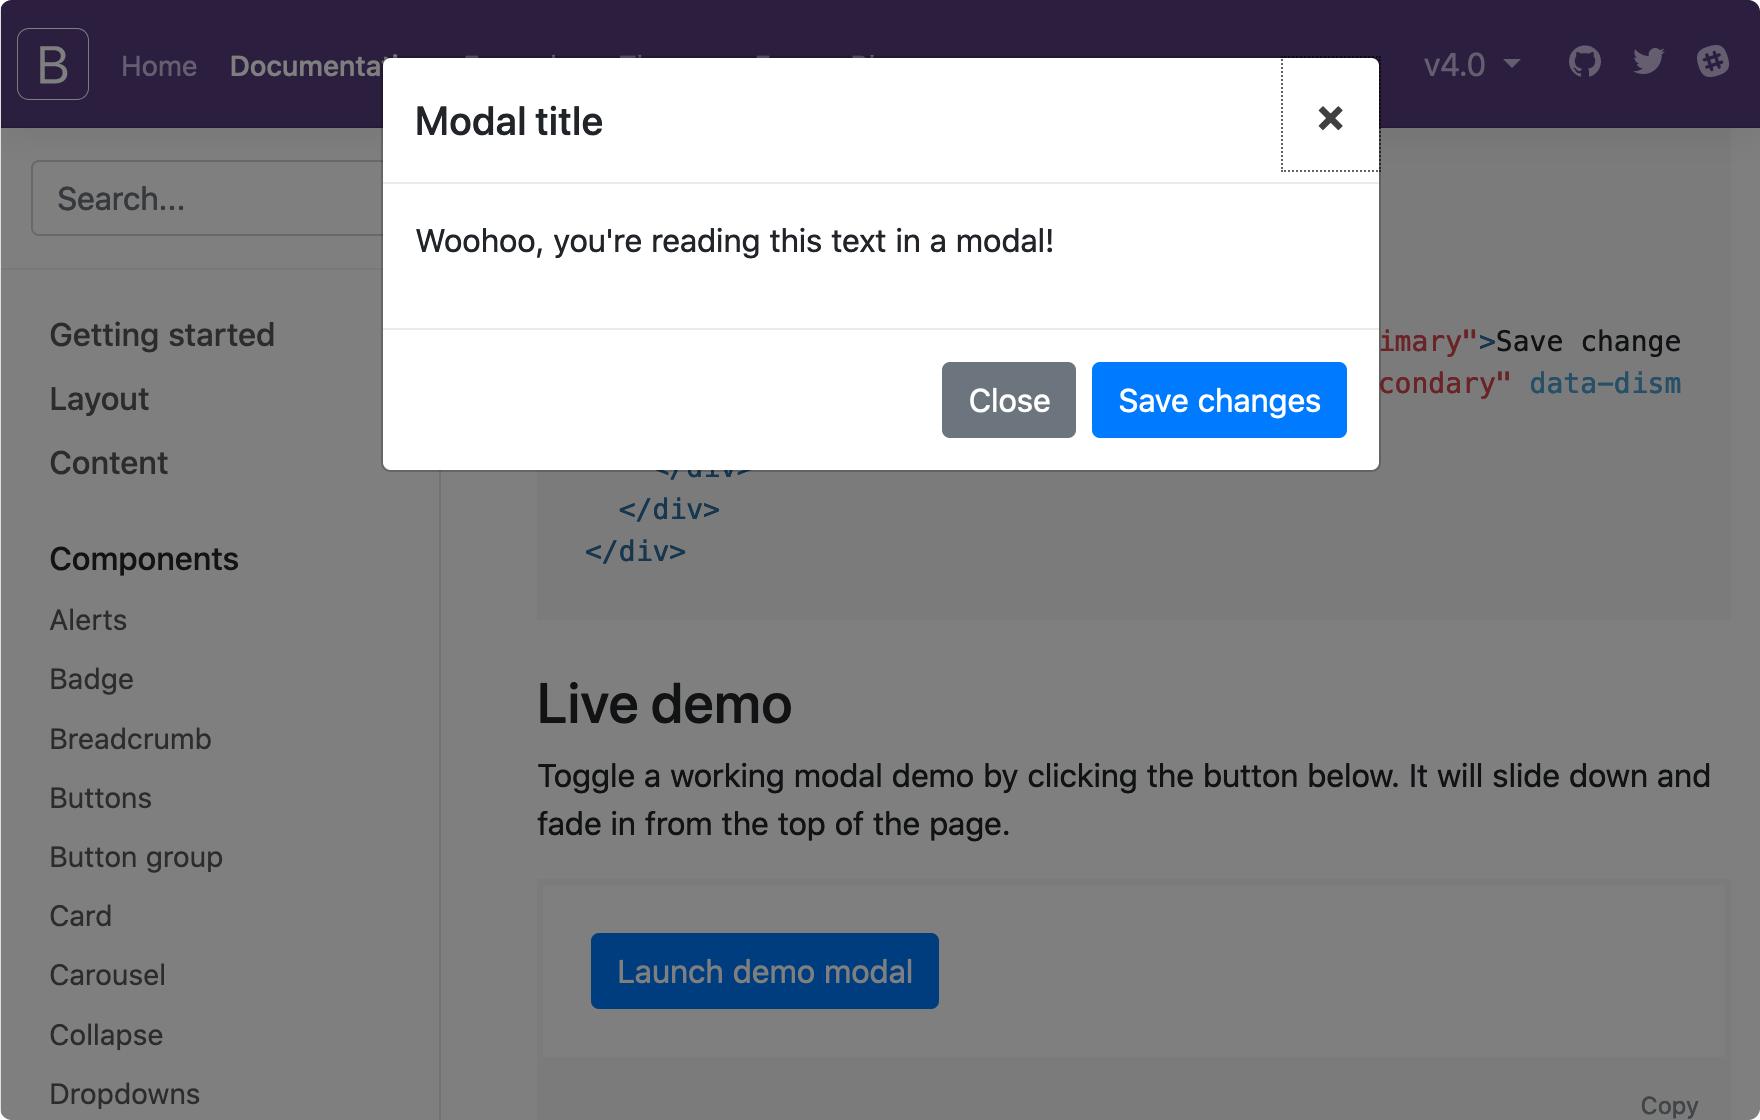 B
Home
Documentati
v4.0
Modal title
Search...
Woohoo, you're reading this text in a modal!
Close
Save changes
imary">Save change
condary" data-dism
</div>
</div>
</div>
Getting started
Layout
Content
Components
Alerts
Badge
Breadcrumb
Buttons
Button group
Card
Carousel
Collapse
Dropdowns
Live demo
Toggle a working modal demo by clicking the button below. It will slide down and
fade in from the top of the page.
Launch demo modal
Copy